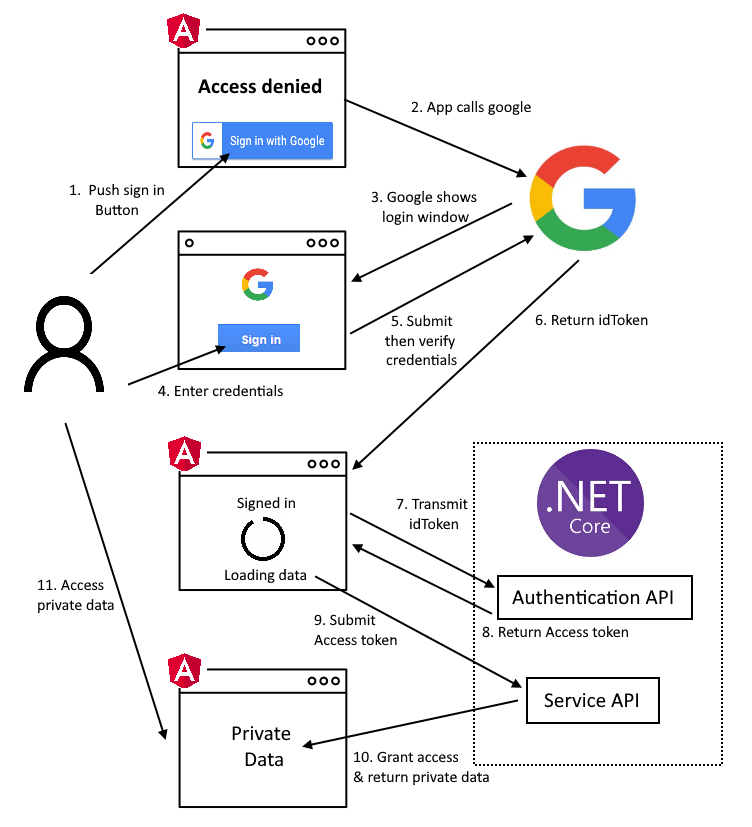 Access denied
Sign in with Google
2. App calls google
1. Push sign in
Button
3. Google shows
login window
Sign in
5. Submit
then verify
credentials
6. Return idToken
4. Enter credentials
Signed in
Loading data
7. Transmit
idToken
.NET
Core
Authentication API
8. Return Access token
11. Access
private data
9. Submit
Access token
Service API
Private
Data
10. Grant access
& return private data